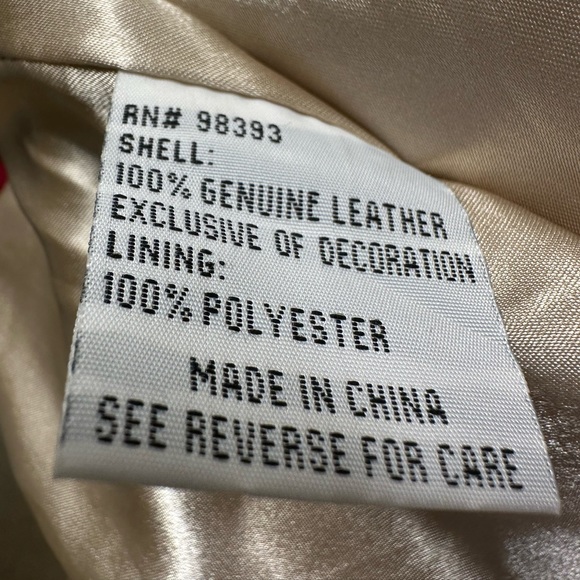 RN# 98393
SHELL:
100% GENUINE LEATHER
EXCLUSIVE OF DECORATION
LINING:
100% POLYESTER
MADE IN CHINA
SEE REVERSE FOR CARE